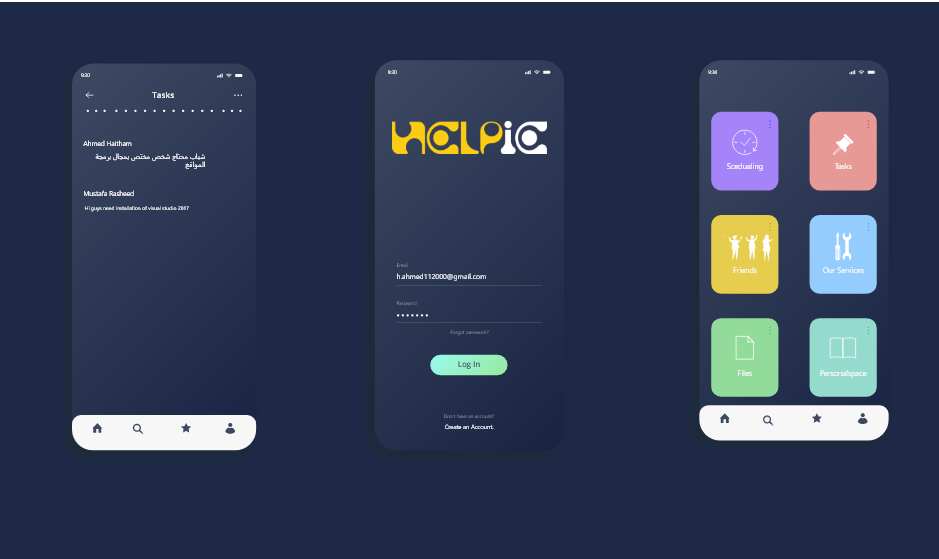 9:30
Tasks
Ahmed Haitham
شباب محتاج شخص مختص بمجال برمجة
المواقع
Mustafa Rasheed
Hi guys need installation of visual studio 2017
9:30
HELPIE
Email
h.ahmed112000@gmail.com
Password
Forgot password?
Log In
Don't have an account?
Create an Account.
9:30
Scadualing
Tasks
Friends
Our Services
Files
Personalspace